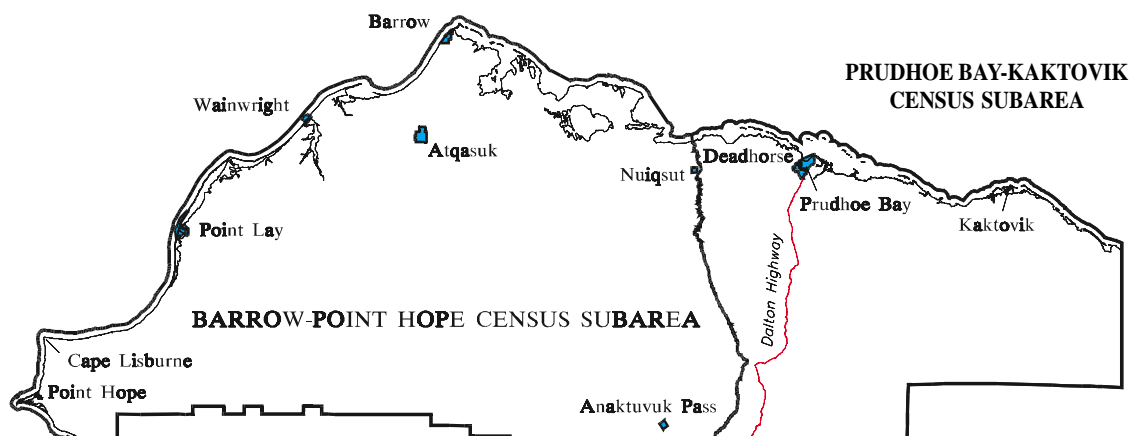 Barrow
PRUDHOE BAY-KAKTOVIK
CENSUS SUBAREA
Wainwright
Atqasuk
Deadhorse
Nuiqsut
Prudhoe Bay
Kaktovik
Point Lay
Dalton Highway
BARROW-POINT HOPE CENSUS SUBAREA
Cape Lisburne
Point Hope
Anaktuvuk Pass